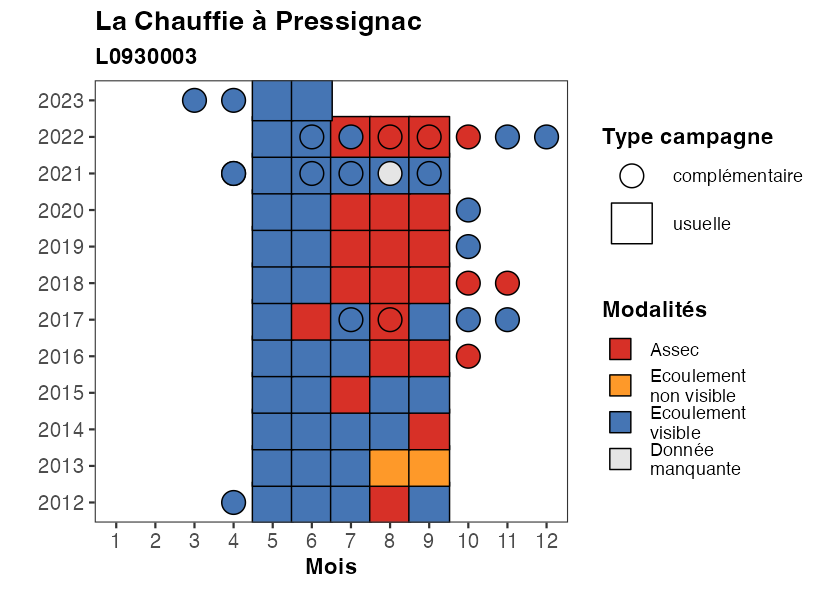 La Chauffie à Pressignac
L0930003
2023
2022
2021
2020
2019
2018
2017
2016
2015
2014
2013
2012
1 2 3 4 5 6 7 8 9 10 11 12
Mois
Type campagne
complémentaire
usuelle
Modalités
Assec
Ecoulement
non visible
Ecoulement
visible
Donnée
manquante